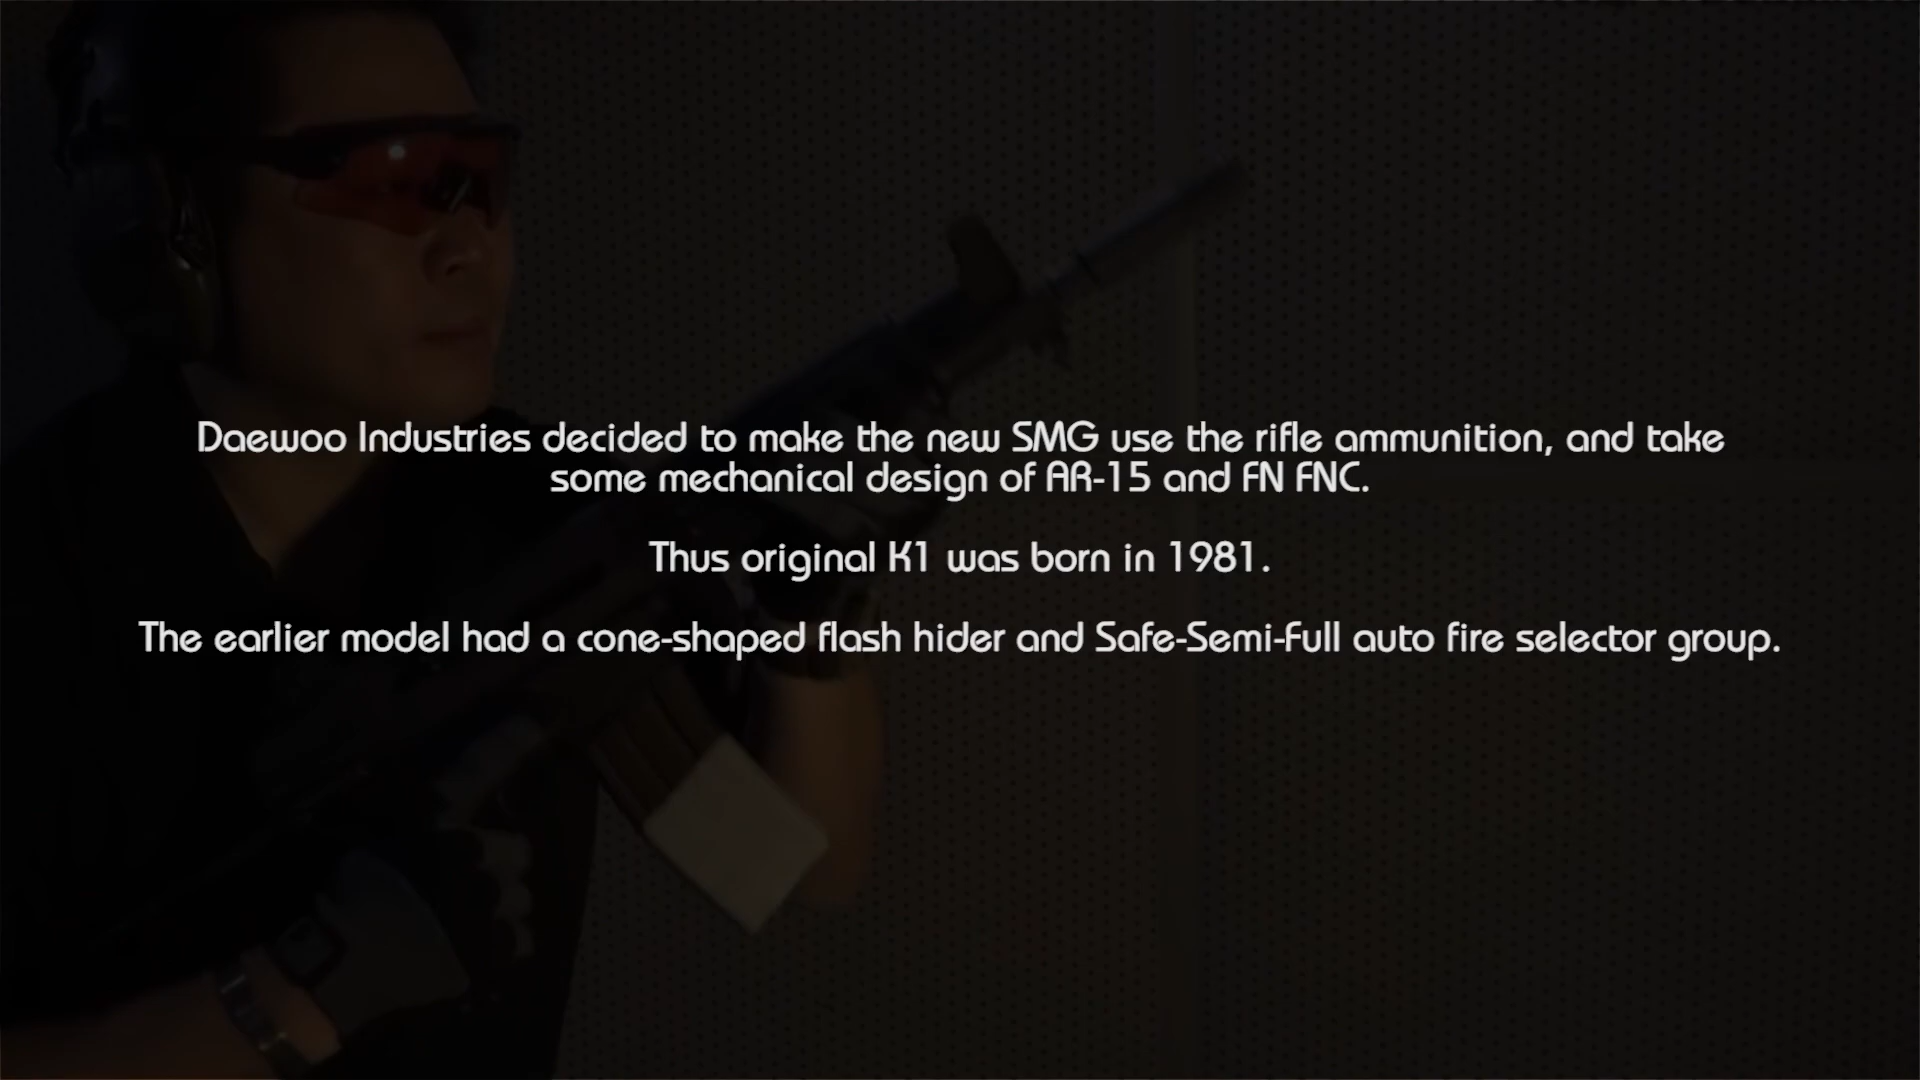 Daewoo Industries decided to make the new SMG use the rifle ammunition, and take
some mechanical design of AR-15 and FN FNC.
Thus original K1 was born in 1981.
The earlier model had a cone-shaped flash hider and Safe-Semi-Full auto fire selector group.